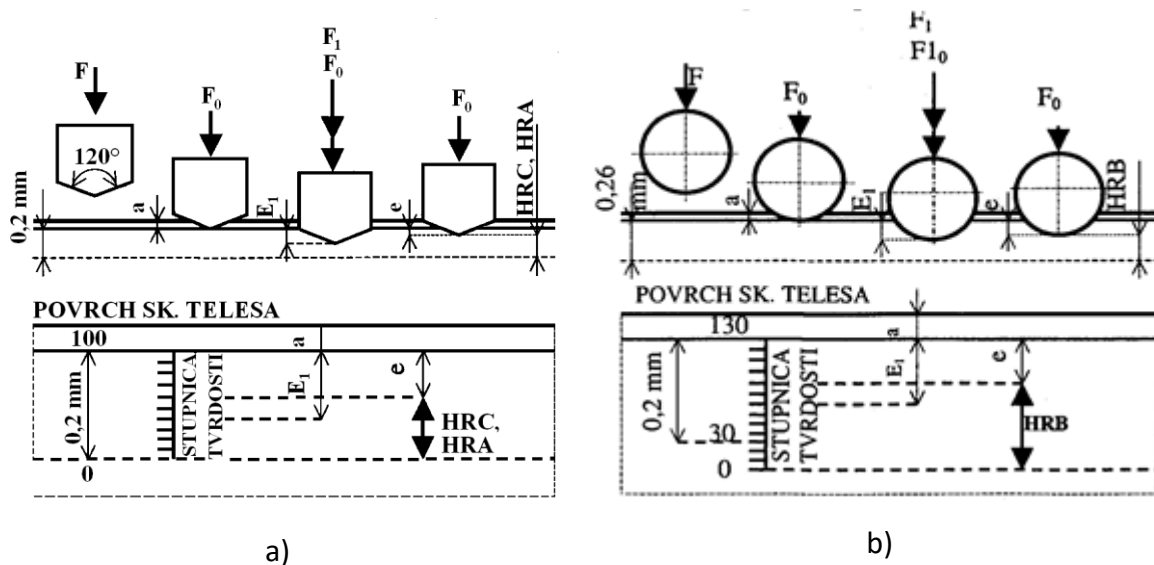 F
F₀
F₁
F₀
F₀
120°
0,2 mm
a
E₁
e
HRC, HRA
POVRCH SK. TELESA
100
a
0,2 mm
STUPNICA
TVRDOSTI
E₁
e
HRC,
HRA
0
a)
F
F₀
F₁
F1₀
F₀
0,26
mm
a
E₁
e
HRB
POVRCH SK. TELESA
130
a
0,2 mm
STUPNICA
TVRDOSTI
E₁
e
30
HRB
0
b)